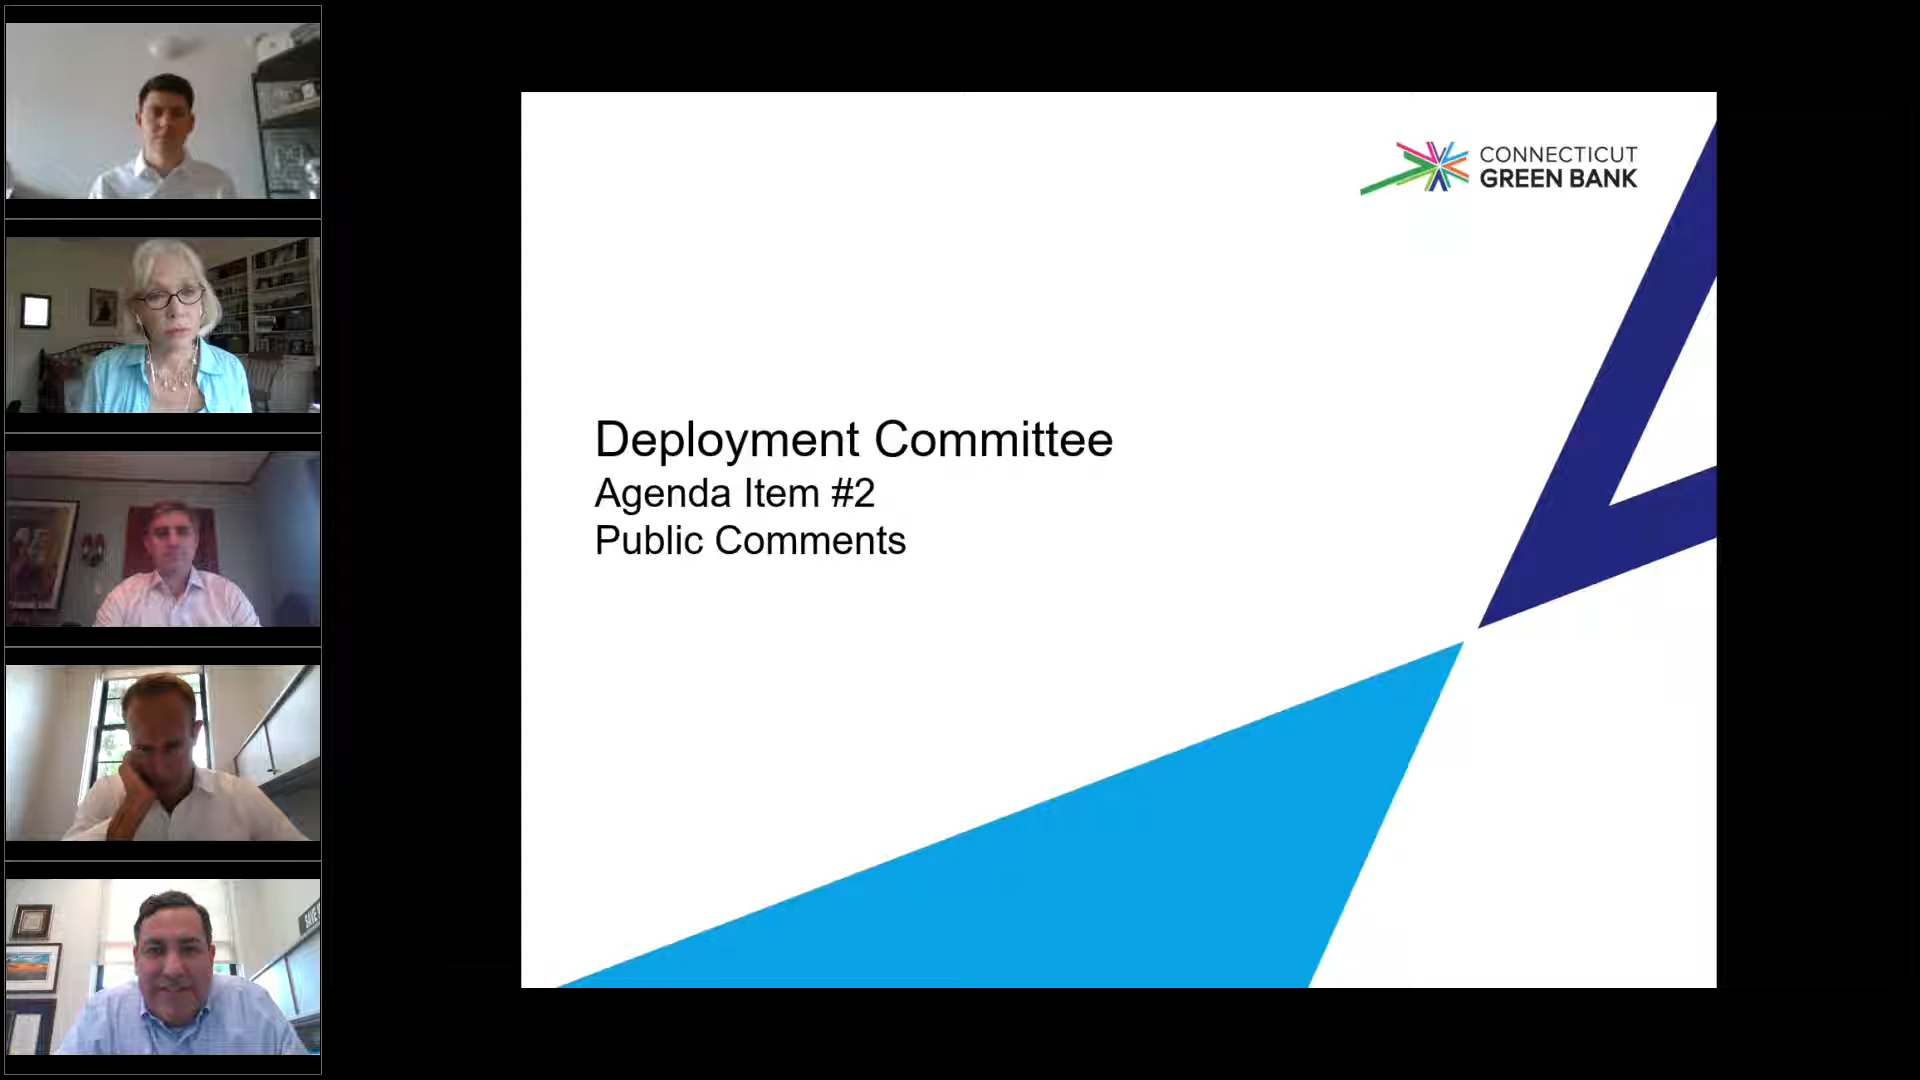 CONNECTICUT
GREEN BANK
Deployment Committee
Agenda Item #2
Public Comments